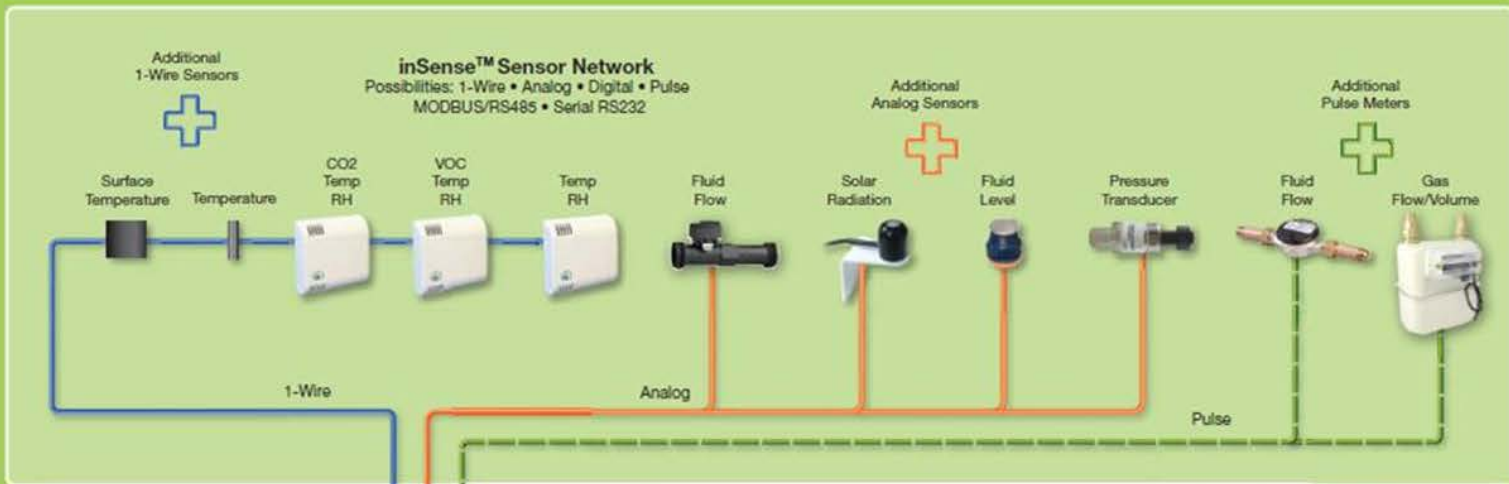 Additional
1-Wire Sensors
inSense™ Sensor Network
Possibilities: 1-Wire • Analog • Digital • Pulse
MODBUS/RS485 • Serial RS232
Additional
Analog Sensors
Additional
Pulse Meters
Surface
Temperature
Temperature
CO2
Temp
RH
VOC
Temp
RH
Temp
RH
Fluid
Flow
Solar
Radiation
Fluid
Level
Pressure
Transducer
Fluid
Flow
Gas
Flow/Volume
1-Wire
Analog
Pulse